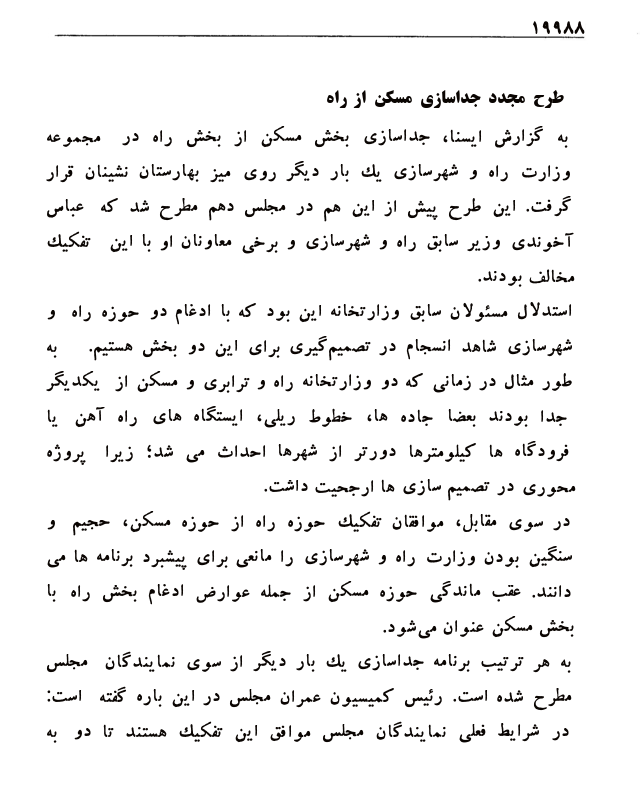 ۱۹۹۸۸
طرح مجدد جداسازی مسکن از راه
به گزارش ایسنا، جداسازی بخش مسکن از بخش راه در مجموعه
وزارت راه و شهرسازی یك بار دیگر روی میز بهارستان نشینان قرار
گرفت. این طرح پیش از این هم در مجلس دهم مطرح شد که عباس
آخوندی وزیر سابق راه و شهرسازی و برخی معاونان او با این تفکیك
مخالف بودند.
استدلال مسئولان سابق وزارتخانه این بود که با ادغام دو حوزه راه و
شهرسازی شاهد انسجام در تصمیم‌گیری برای این دو بخش هستیم. به
طور مثال در زمانی که دو وزارتخانه راه و ترابری و مسکن از یکدیگر
جدا بودند بعضا جاده ها، خطوط ریلی، ایستگاه های راه آهن یا
فرودگاه ها کیلومترها دورتر از شهرها احداث می شد؛ زیرا پروژه
محوری در تصمیم سازی ها ارجحیت داشت.
در سوی مقابل، موافقان تفکیك حوزه راه از حوزه مسکن، حجیم و
سنگین بودن وزارت راه و شهرسازی را مانعی برای پیشبرد برنامه ها می
دانند. عقب ماندگی حوزه مسکن از جمله عوارض ادغام بخش راه با
بخش مسکن عنوان می‌شود.
به هر ترتیب برنامه جداسازی یك بار دیگر از سوی نمایندگان مجلس
مطرح شده است. رئیس کمیسیون عمران مجلس در این باره گفته است:
در شرایط فعلی نمایندگان مجلس موافق این تفکیك هستند تا دو به